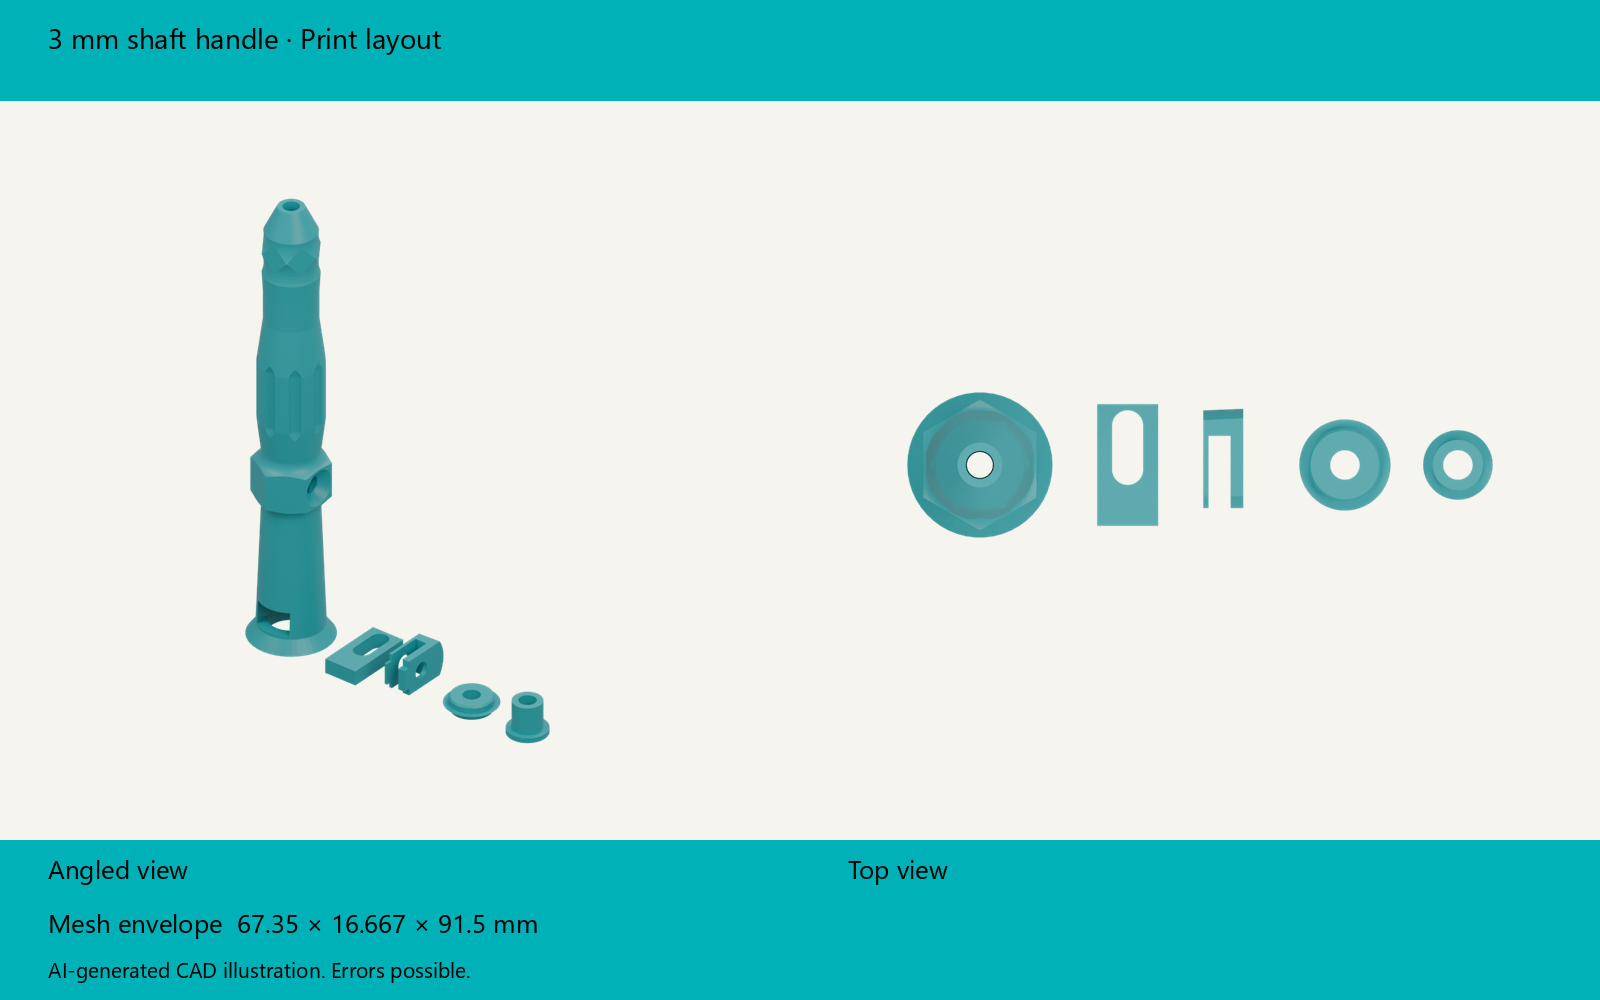 3 mm shaft handle · Print layout
Angled view
Top view
Mesh envelope 67.35 × 16.667 × 91.5 mm
AI-generated CAD illustration. Errors possible.